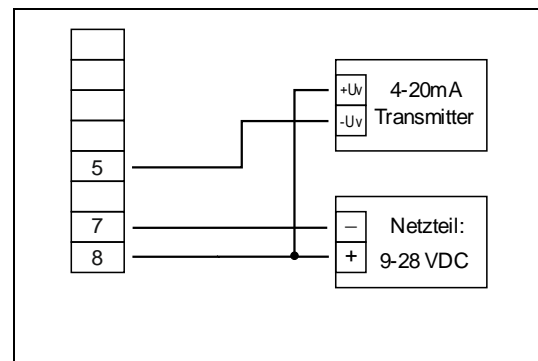 +Uv
4-20mA
-Uv
Transmitter
5
7
– Netzteil:
8
+ 9-28 VDC